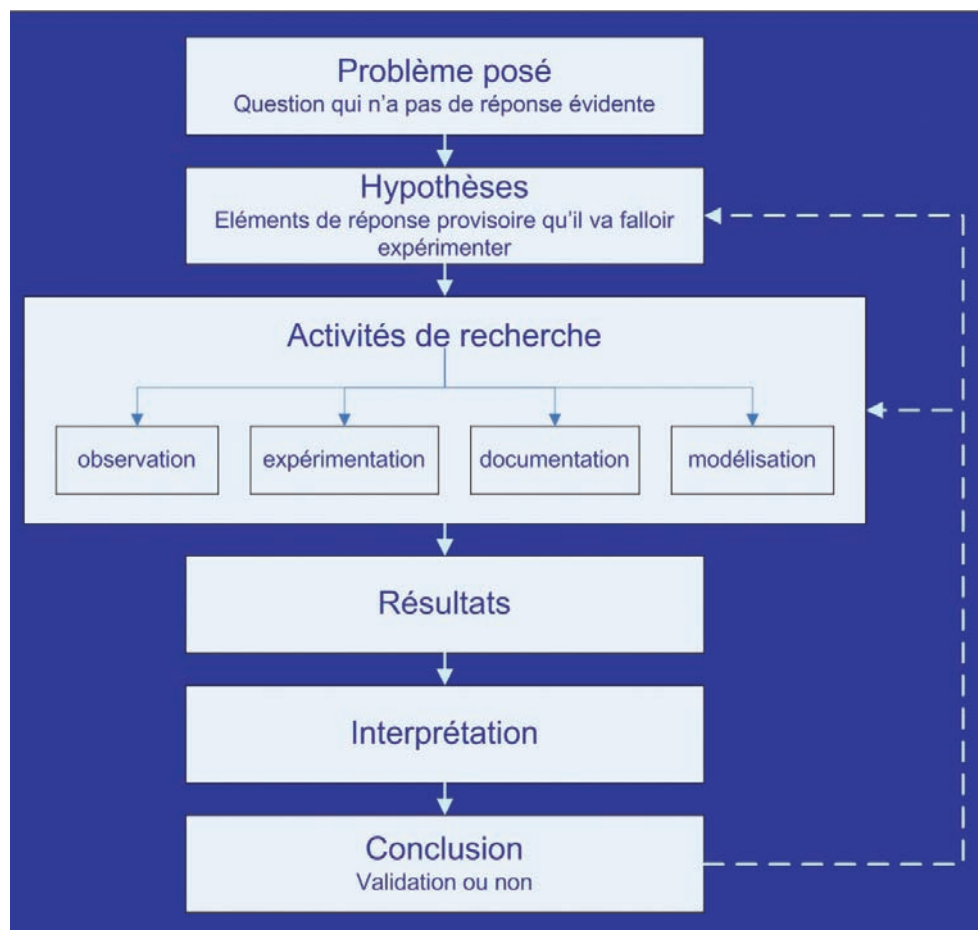 Problème posé
Question qui n'a pas de réponse évidente
Hypothèses
Eléments de réponse provisoire qu'il va falloir
expérimenter
Activités de recherche
observation
expérimentation
documentation
modélisation
Résultats
Interprétation
Conclusion
Validation ou non